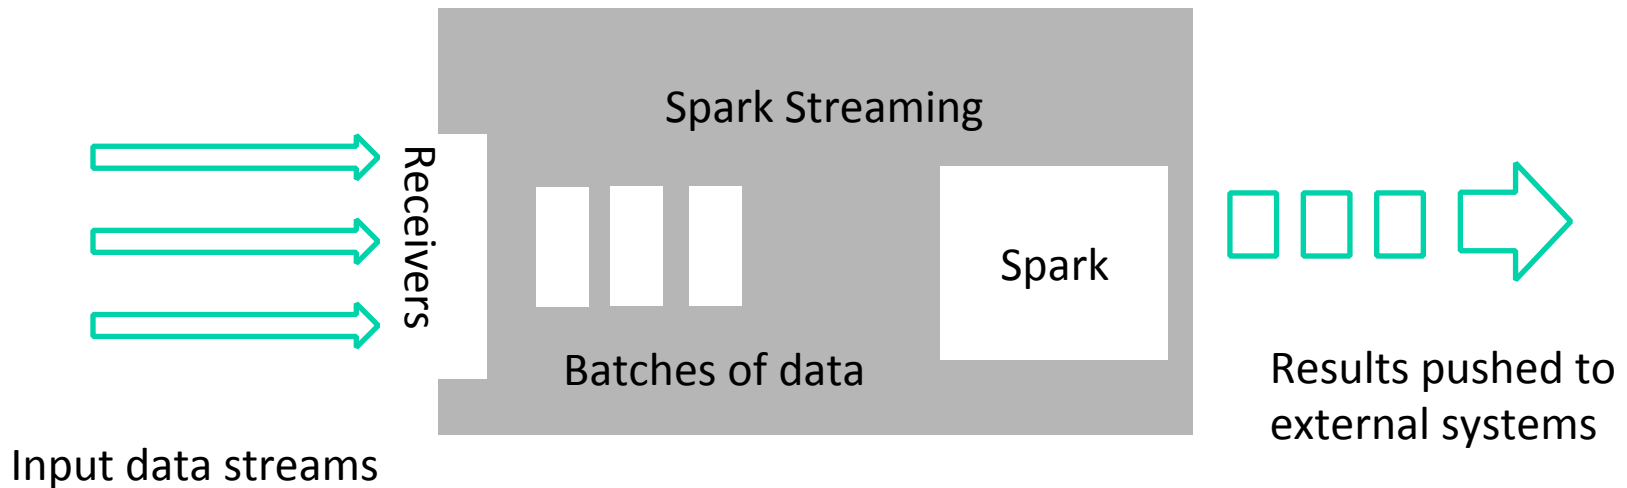 Spark Streaming
Receivers
Spark
Batches of data
Results pushed to
external systems
Input data streams